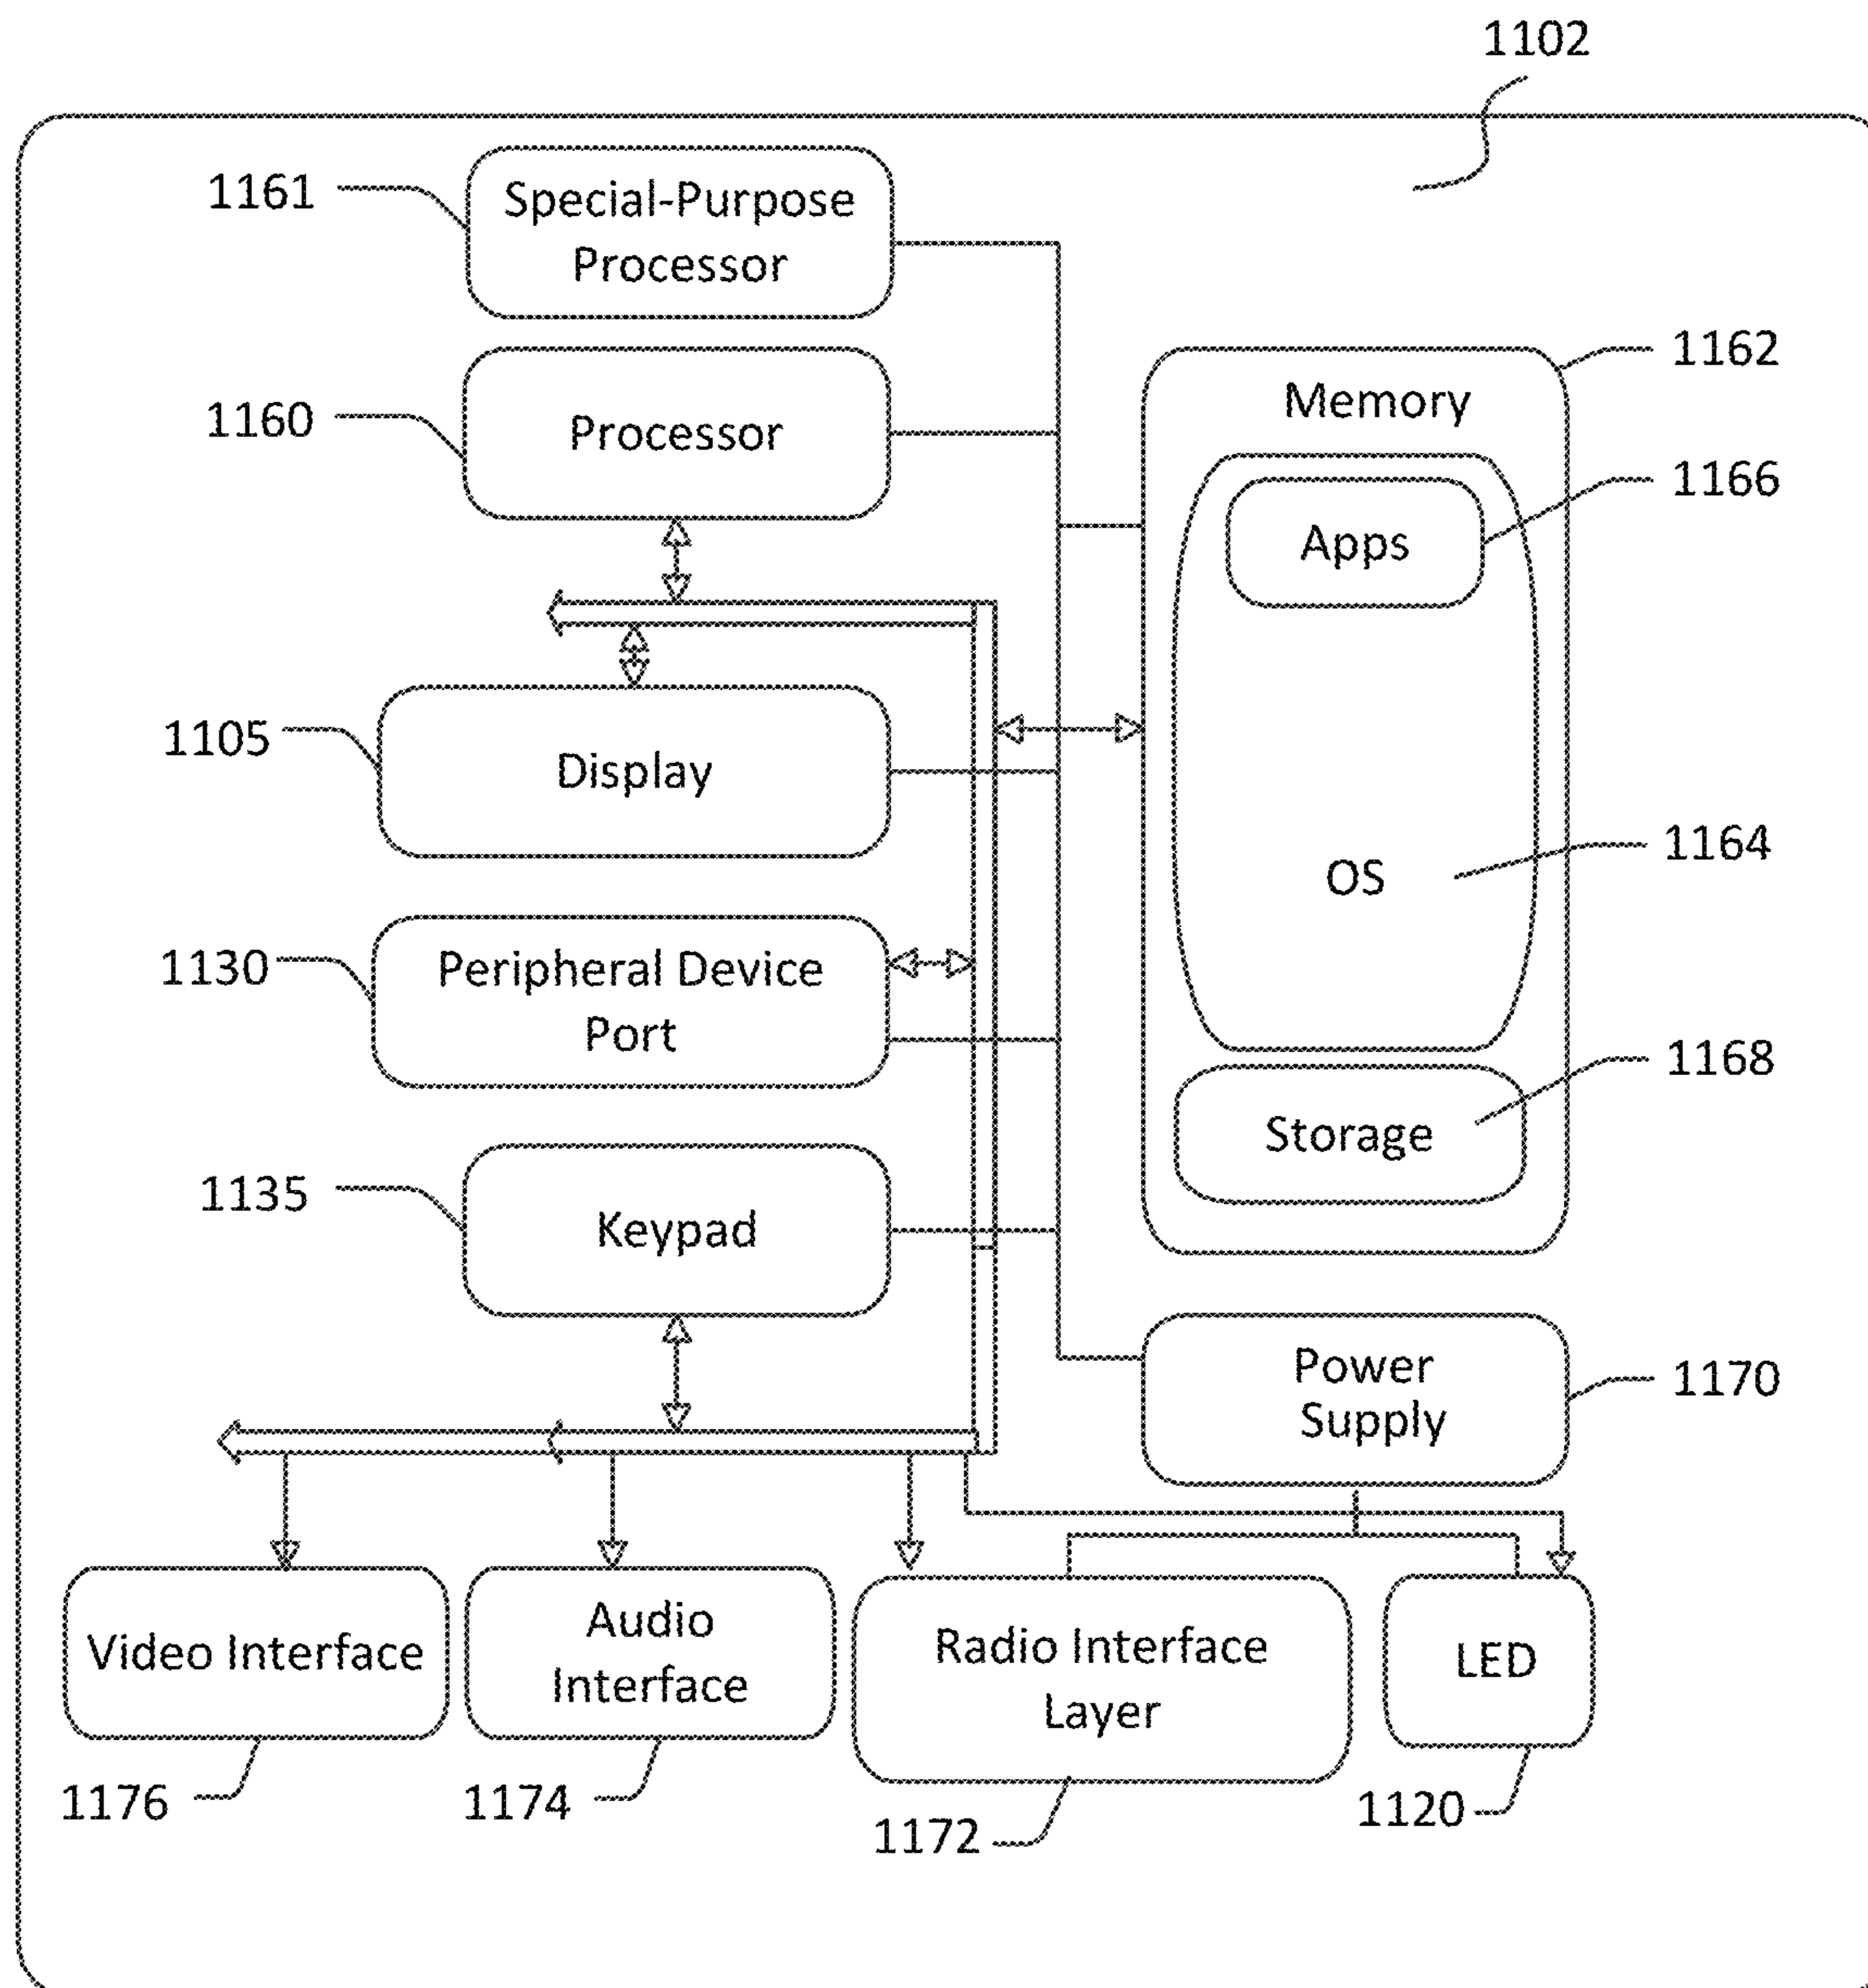 1102
1161
Special-Purpose
Processor
1162
Memory
1160
Processor
1166
Apps
1105
Display
1164
OS
1130
Peripheral Device
Port
1168
Storage
1135
Keypad
Power
Supply
1170
Video Interface
Audio
Interface
Radio Interface
Layer
LED
1176
1174
1172
1120